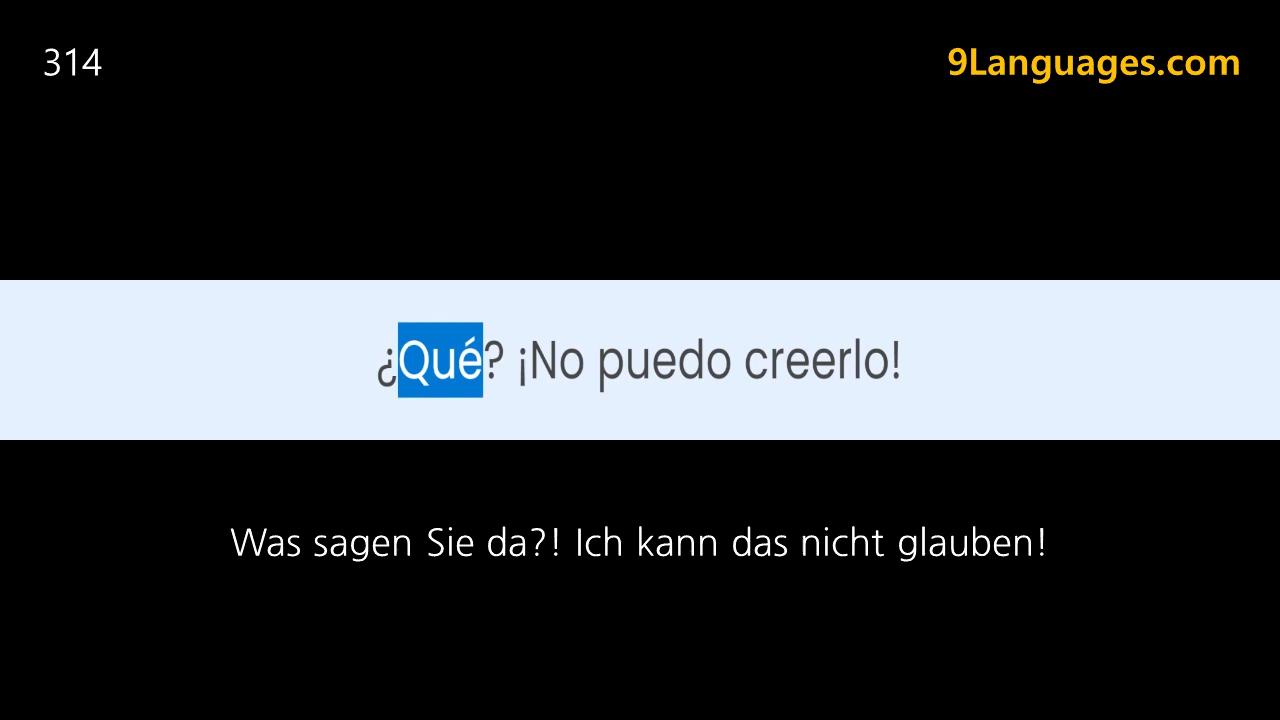 314
9Languages.com
¿Qué? ¡No puedo creerlo!
Was sagen Sie da?! Ich kann das nicht glauben!